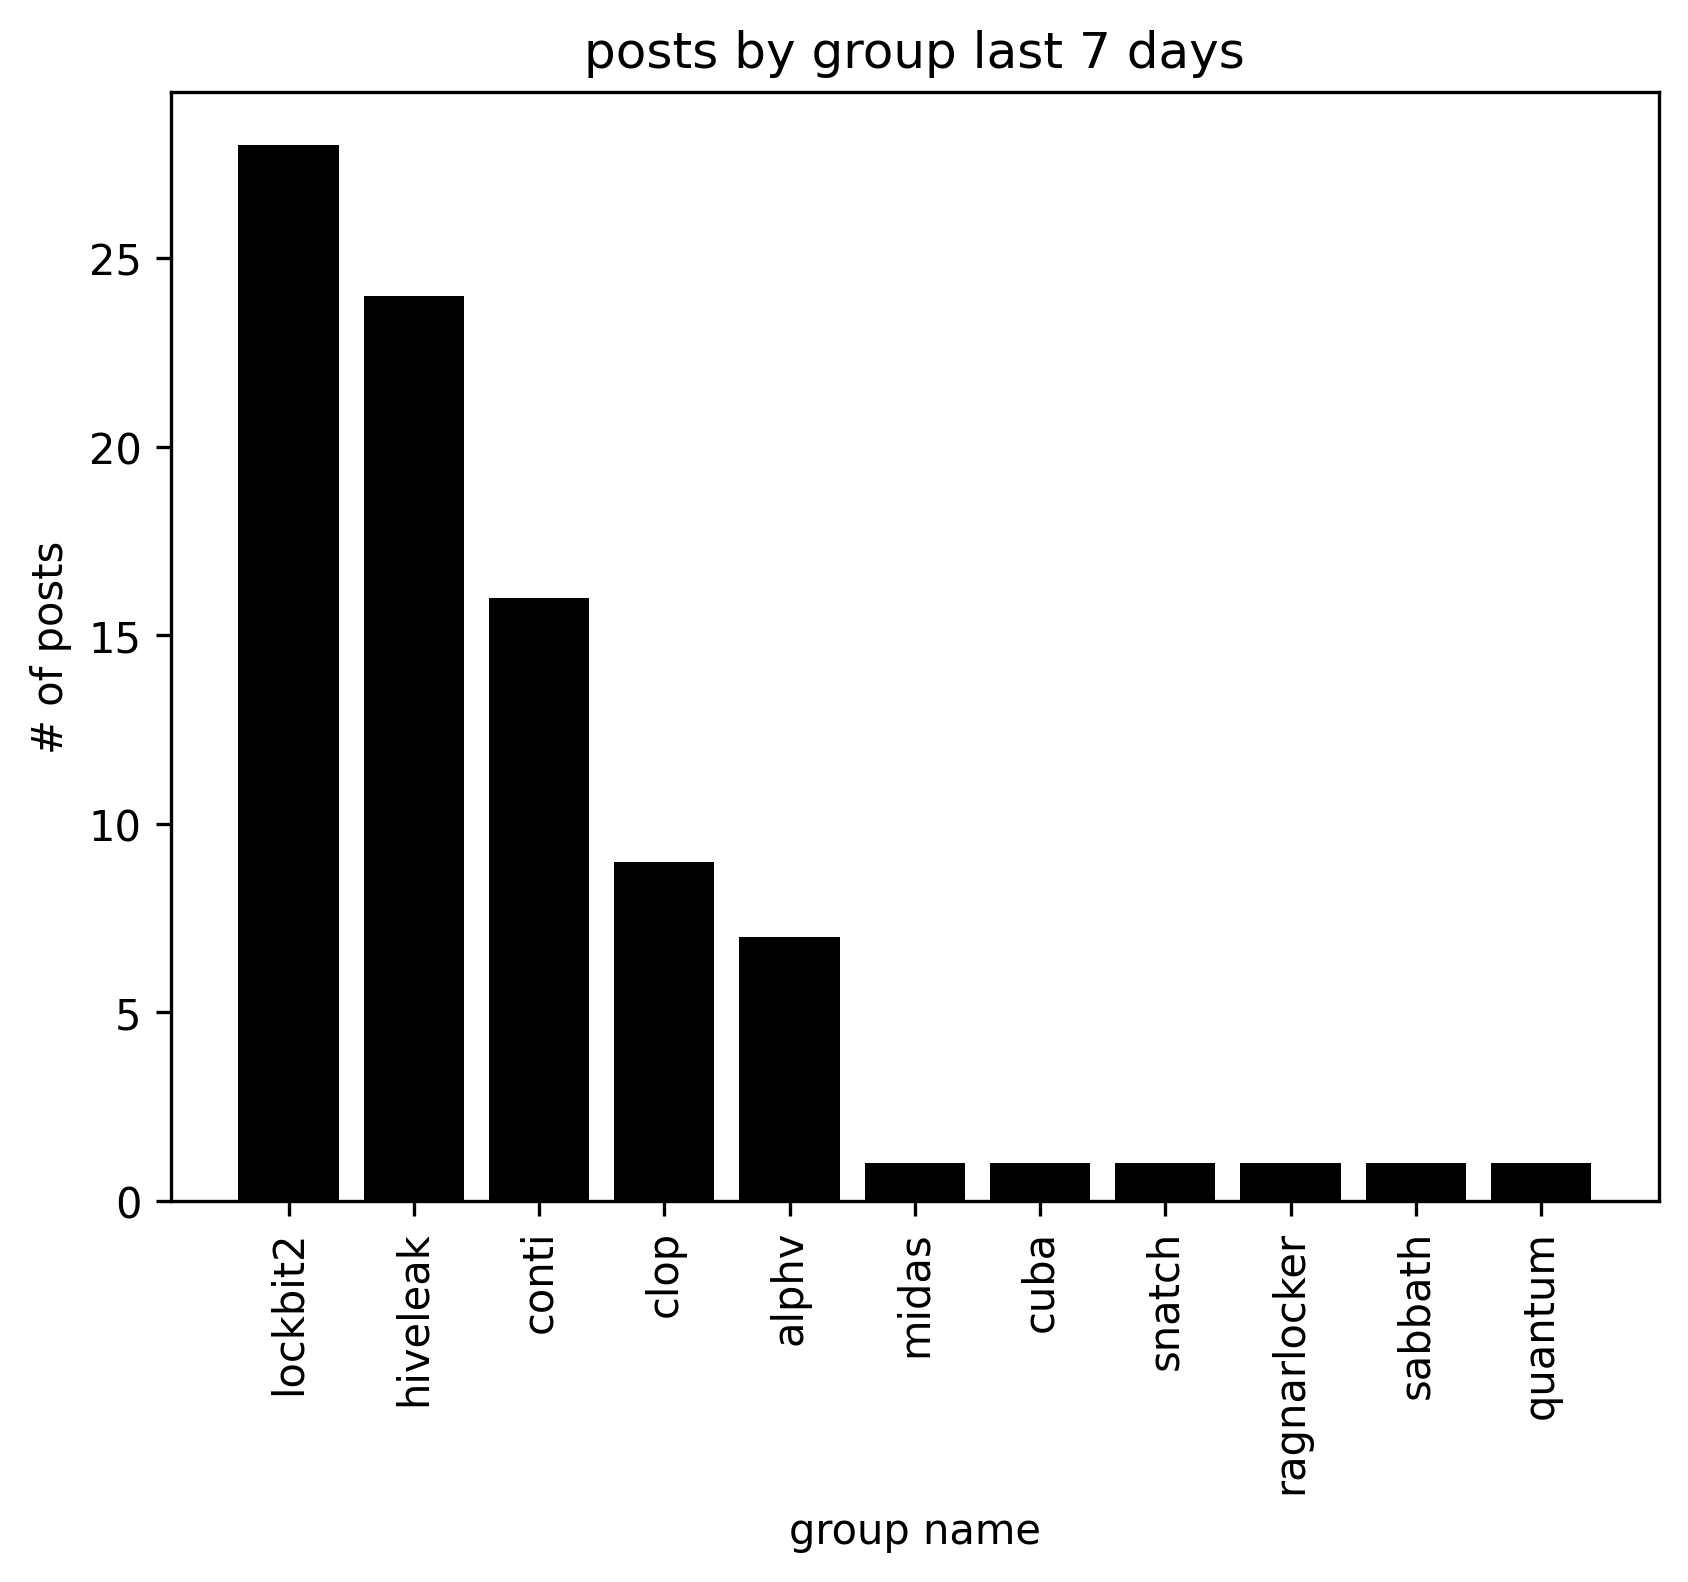 posts by group last 7 days
# of posts
25
20
15
10
5
0
lockbit2
hiveleak
conti
clop
alphv
midas
cuba
snatch
ragnarlocker
sabbath
quantum
group name